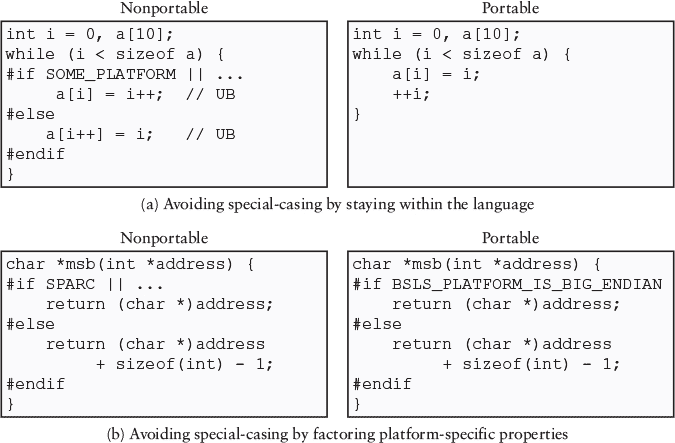 Nonportable
int i = 0, a[10];
while (i < sizeof a) {
#if SOME_PLATFORM || ...
     a[i] = i++;  // UB
#else
    a[i++] = i;   // UB
#endif
}
Portable
int i = 0, a[10];
while (i < sizeof a) {
    a[i] = i;
    ++i;
}
(a) Avoiding special-casing by staying within the language
Nonportable
char *msb(int *address) {
#if SPARC || ...
    return (char *)address;
#else
    return (char *)address
         + sizeof(int) - 1;
#endif
}
Portable
char *msb(int *address) {
#if BSLS_PLATFORM_IS_BIG_ENDIAN
    return (char *)address;
#else
    return (char *)address
         + sizeof(int) - 1;
#endif
}
(b) Avoiding special-casing by factoring platform-specific properties